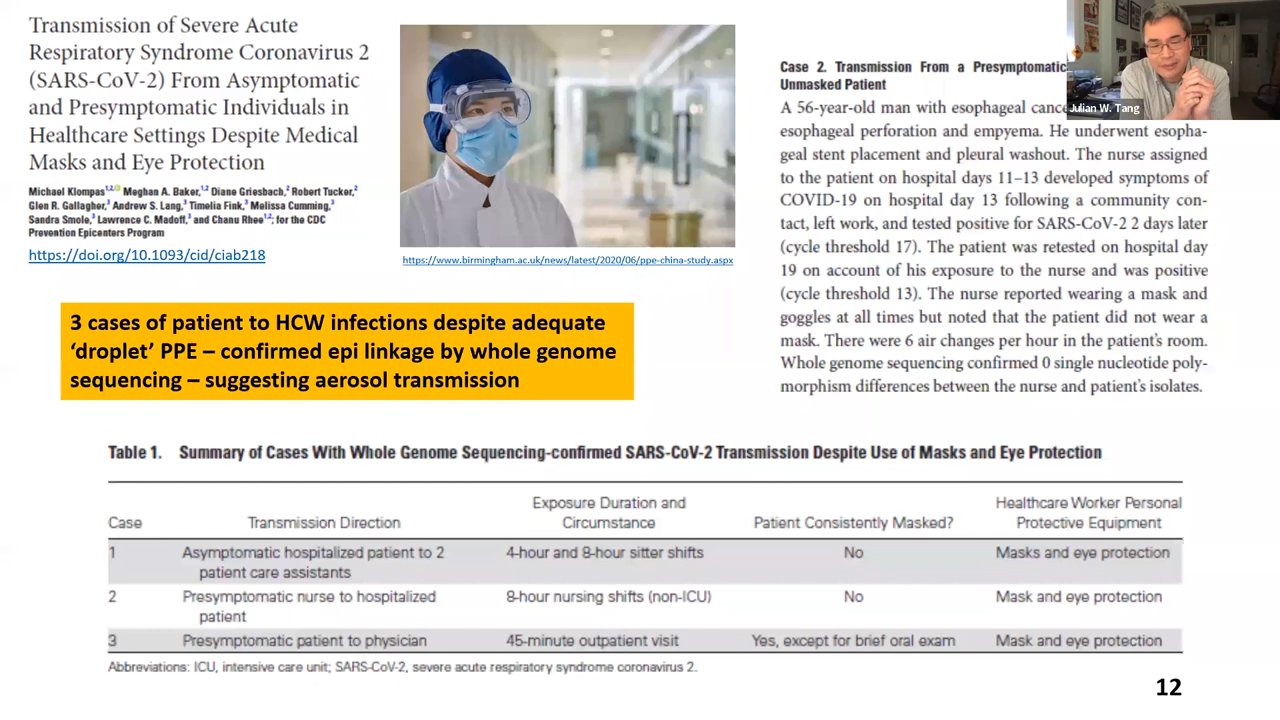 Transmission of Severe Acute
Respiratory Syndrome Coronavirus 2
(SARS-CoV-2) From Asymptomatic
and Presymptomatic Individuals in
Healthcare Settings Despite Medical
Masks and Eye Protection
Michael Klompas,1,2 Meghan A. Baker,1,2 Diane Griesbach,2 Robert Tucker,2
Glen R. Gallagher,3 Andrew S. Lang,3 Timelia Fink,3 Melissa Cumming,3
Sandra Smole,3 Lawrence C. Madoff,3 and Chanu Rhee1,2; for the CDC
Prevention Epicenters Program
https://doi.org/10.1093/cid/ciab218
https://www.birmingham.ac.uk/news/latest/2020/06/ppe-china-study.aspx
3 cases of patient to HCW infections despite adequate
‘droplet’ PPE – confirmed epi linkage by whole genome
sequencing – suggesting aerosol transmission
Case 2. Transmission From a Presymptomatic
Unmasked Patient
A 56-year-old man with esophageal
esophageal perforation and empyema. He underwent esopha-
geal stent placement and pleural washout. The nurse assigned
to the patient on hospital days 11–13 developed symptoms of
COVID-19 on hospital day 13 following a community con-
tact, left work, and tested positive for SARS-CoV-2 2 days later
(cycle threshold 17). The patient was retested on hospital day
19 on account of his exposure to the nurse and was positive
(cycle threshold 13). The nurse reported wearing a mask and
goggles at all times but noted that the patient did not wear a
mask. There were 6 air changes per hour in the patient's room.
Whole genome sequencing confirmed 0 single nucleotide poly-
morphism differences between the nurse and patient's isolates.
Julian W. Tang
Table 1. Summary of Cases With Whole Genome Sequencing-confirmed SARS-CoV-2 Transmission Despite Use of Masks and Eye Protection
Exposure Duration and Healthcare Worker Personal
Case Transmission Direction Circumstance Patient Consistently Masked? Protective Equipment
1 Asymptomatic hospitalized patient to 2 4-hour and 8-hour sitter shifts No Masks and eye protection
patient care assistants
2 Presymptomatic nurse to hospitalized 8-hour nursing shifts (non-ICU) No Mask and eye protection
patient
3 Presymptomatic patient to physician 45-minute outpatient visit Yes, except for brief oral exam Mask and eye protection
Abbreviations: ICU, intensive care unit; SARS-CoV-2, severe acute respiratory syndrome coronavirus 2.
12